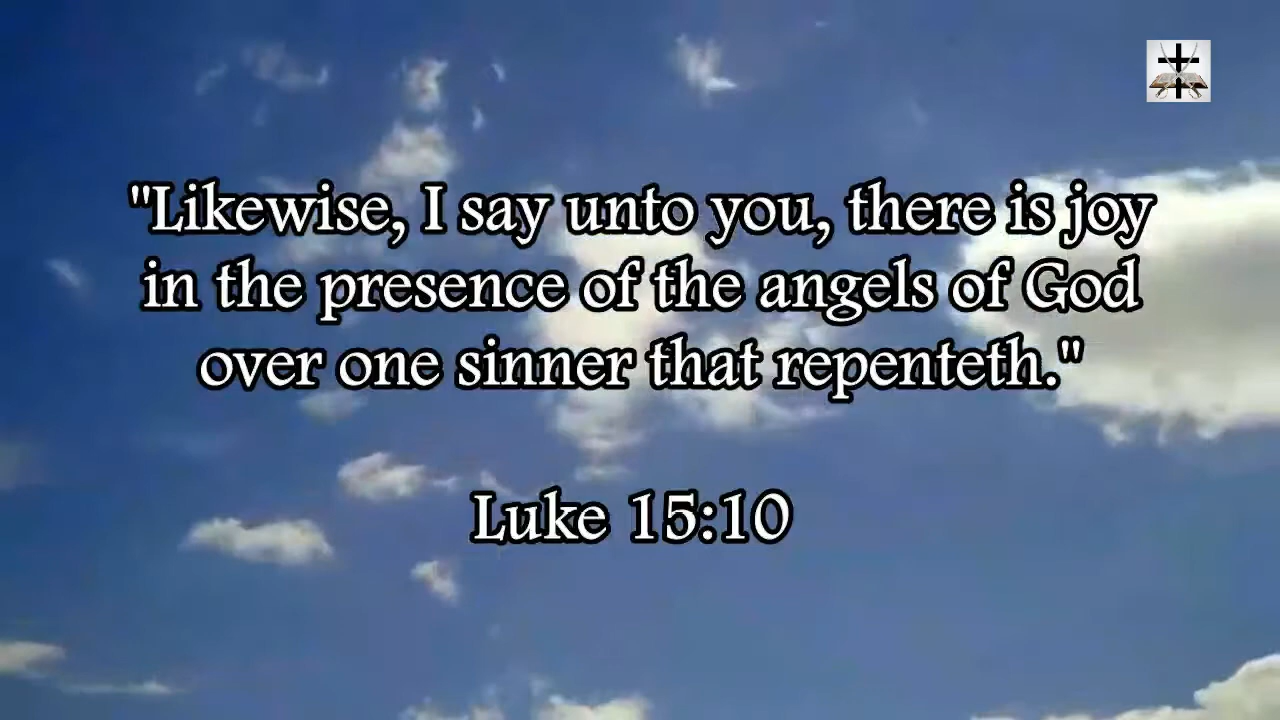 "Likewise, I say unto you, there is joy
in the presence of the angels of God
over one sinner that repenteth."
Luke 15:10